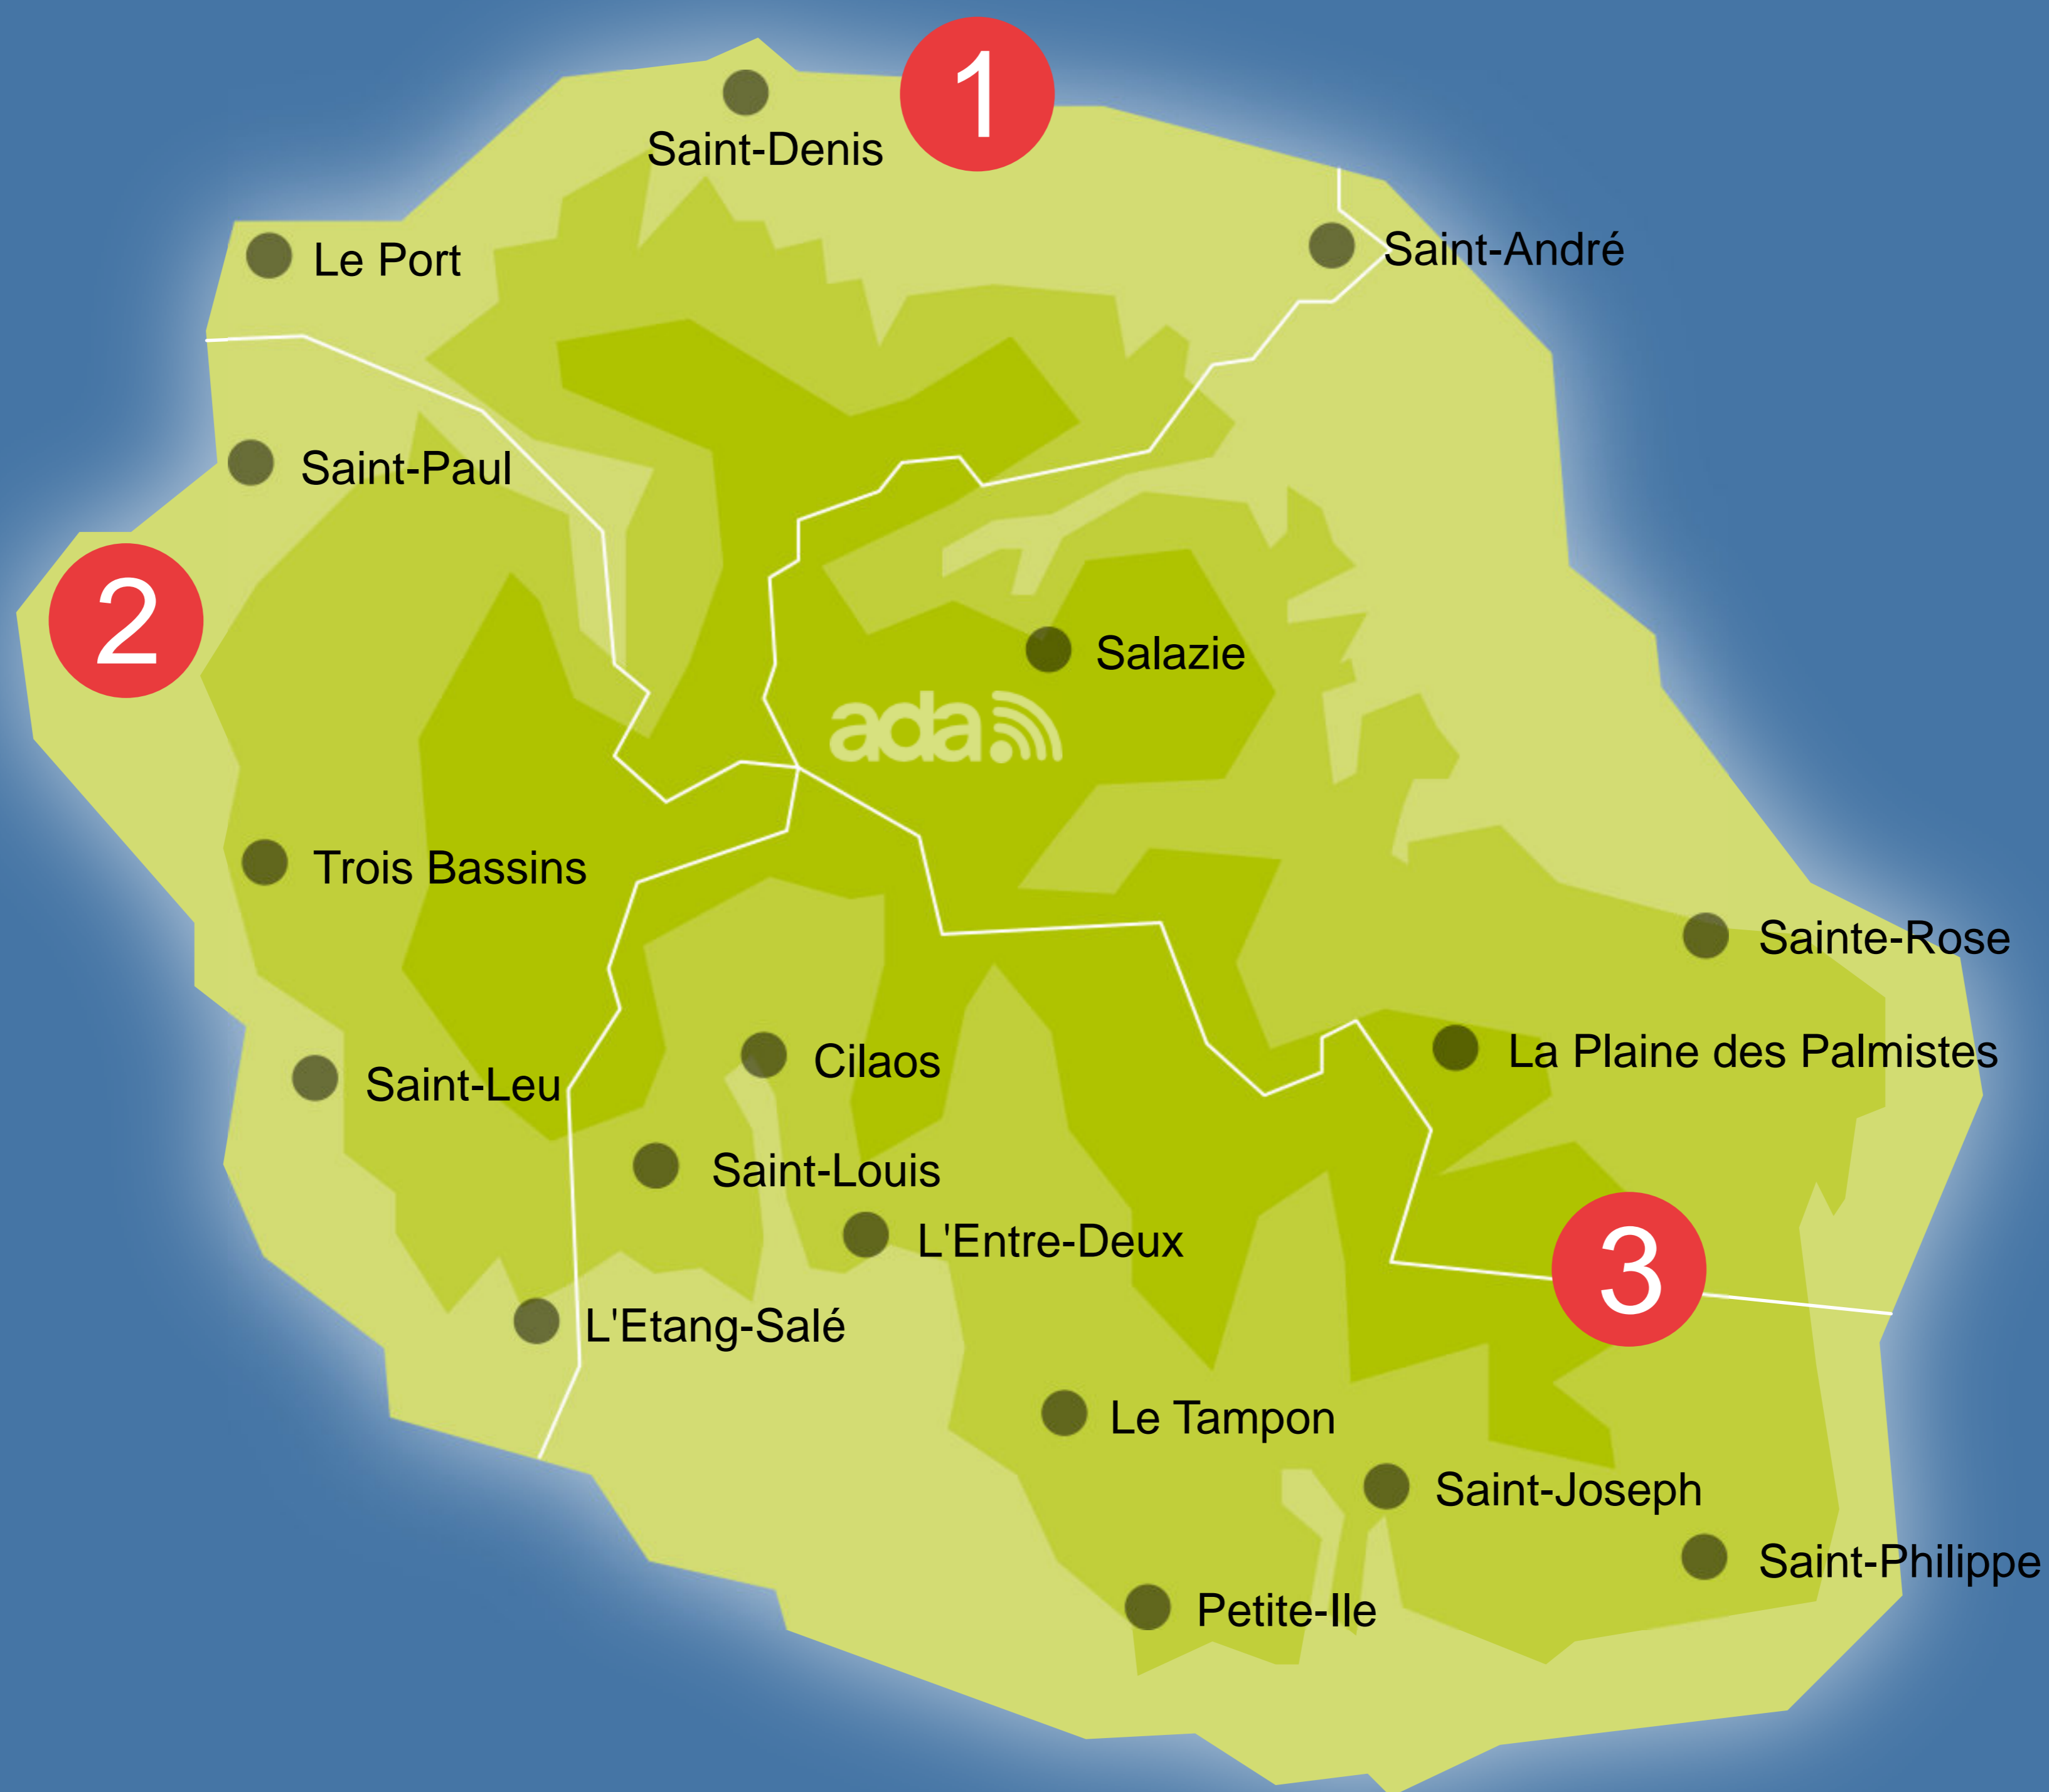 1
Saint-Denis
Le Port
Saint-André
Saint-Paul
2
Salazie
ada
Trois Bassins
Sainte-Rose
La Plaine des Palmistes
Cilaos
Saint-Leu
Saint-Louis
L'Entre-Deux
3
L'Etang-Salé
Le Tampon
Saint-Joseph
Saint-Philippe
Petite-Ile